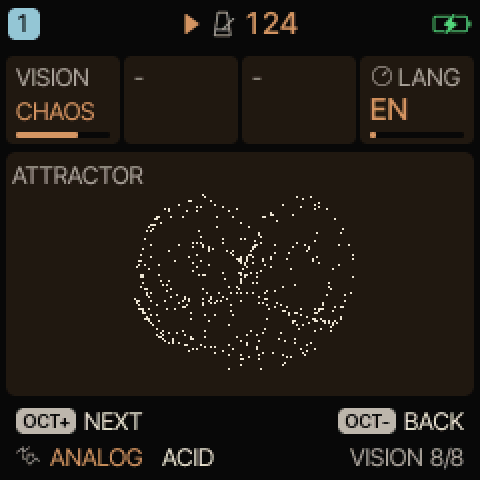 1 124
VISION - - LANG
CHAOS EN
ATTRACTOR
OCT+ NEXT OCT- BACK
ANALOG ACID VISION 8/8